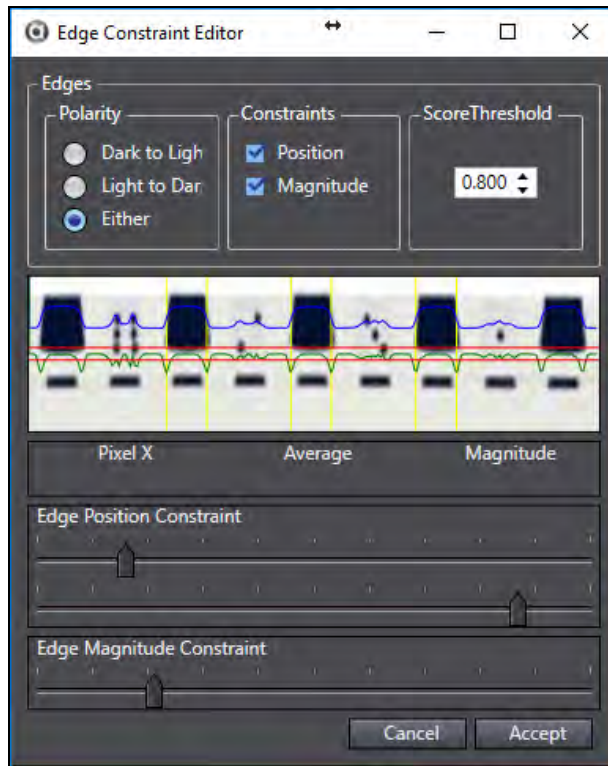 Edge Constraint Editor
Edges
Polarity
Constraints
ScoreThreshold
Dark to Ligh
Position
Light to Dar
Magnitude
0.800
Either
Pixel X Average Magnitude
Edge Position Constraint
Edge Magnitude Constraint
Cancel Accept